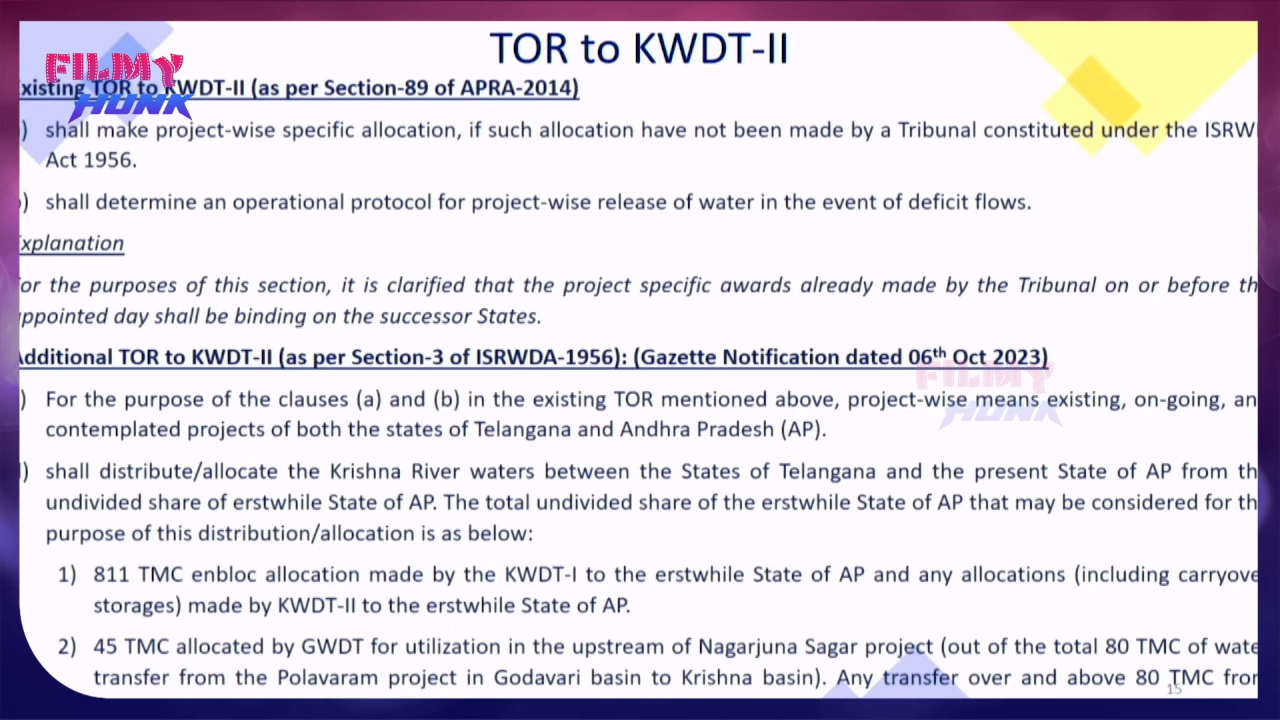 TOR to KWDT-II
FILMY
HUNK
xisting TOR to KWDT-II (as per Section-89 of APRA-2014)
) shall make project-wise specific allocation, if such allocation have not been made by a Tribunal constituted under the ISRW
Act 1956.
) shall determine an operational protocol for project-wise release of water in the event of deficit flows.
xplanation
or the purposes of this section, it is clarified that the project specific awards already made by the Tribunal on or before th
ppointed day shall be binding on the successor States.
dditional TOR to KWDT-II (as per Section-3 of ISRWDA-1956): (Gazette Notification dated 06th Oct 2023)
FILMY
HUNK
) For the purpose of the clauses (a) and (b) in the existing TOR mentioned above, project-wise means existing, on-going, an
contemplated projects of both the states of Telangana and Andhra Pradesh (AP).
) shall distribute/allocate the Krishna River waters between the States of Telangana and the present State of AP from th
undivided share of erstwhile State of AP. The total undivided share of the erstwhile State of AP that may be considered for th
purpose of this distribution/allocation is as below:
1) 811 TMC enbloc allocation made by the KWDT-I to the erstwhile State of AP and any allocations (including carryove
storages) made by KWDT-II to the erstwhile State of AP.
2) 45 TMC allocated by GWDT for utilization in the upstream of Nagarjuna Sagar project (out of the total 80 TMC of wate
transfer from the Polavaram project in Godavari basin to Krishna basin). Any transfer over and above 80 TMC fror
15